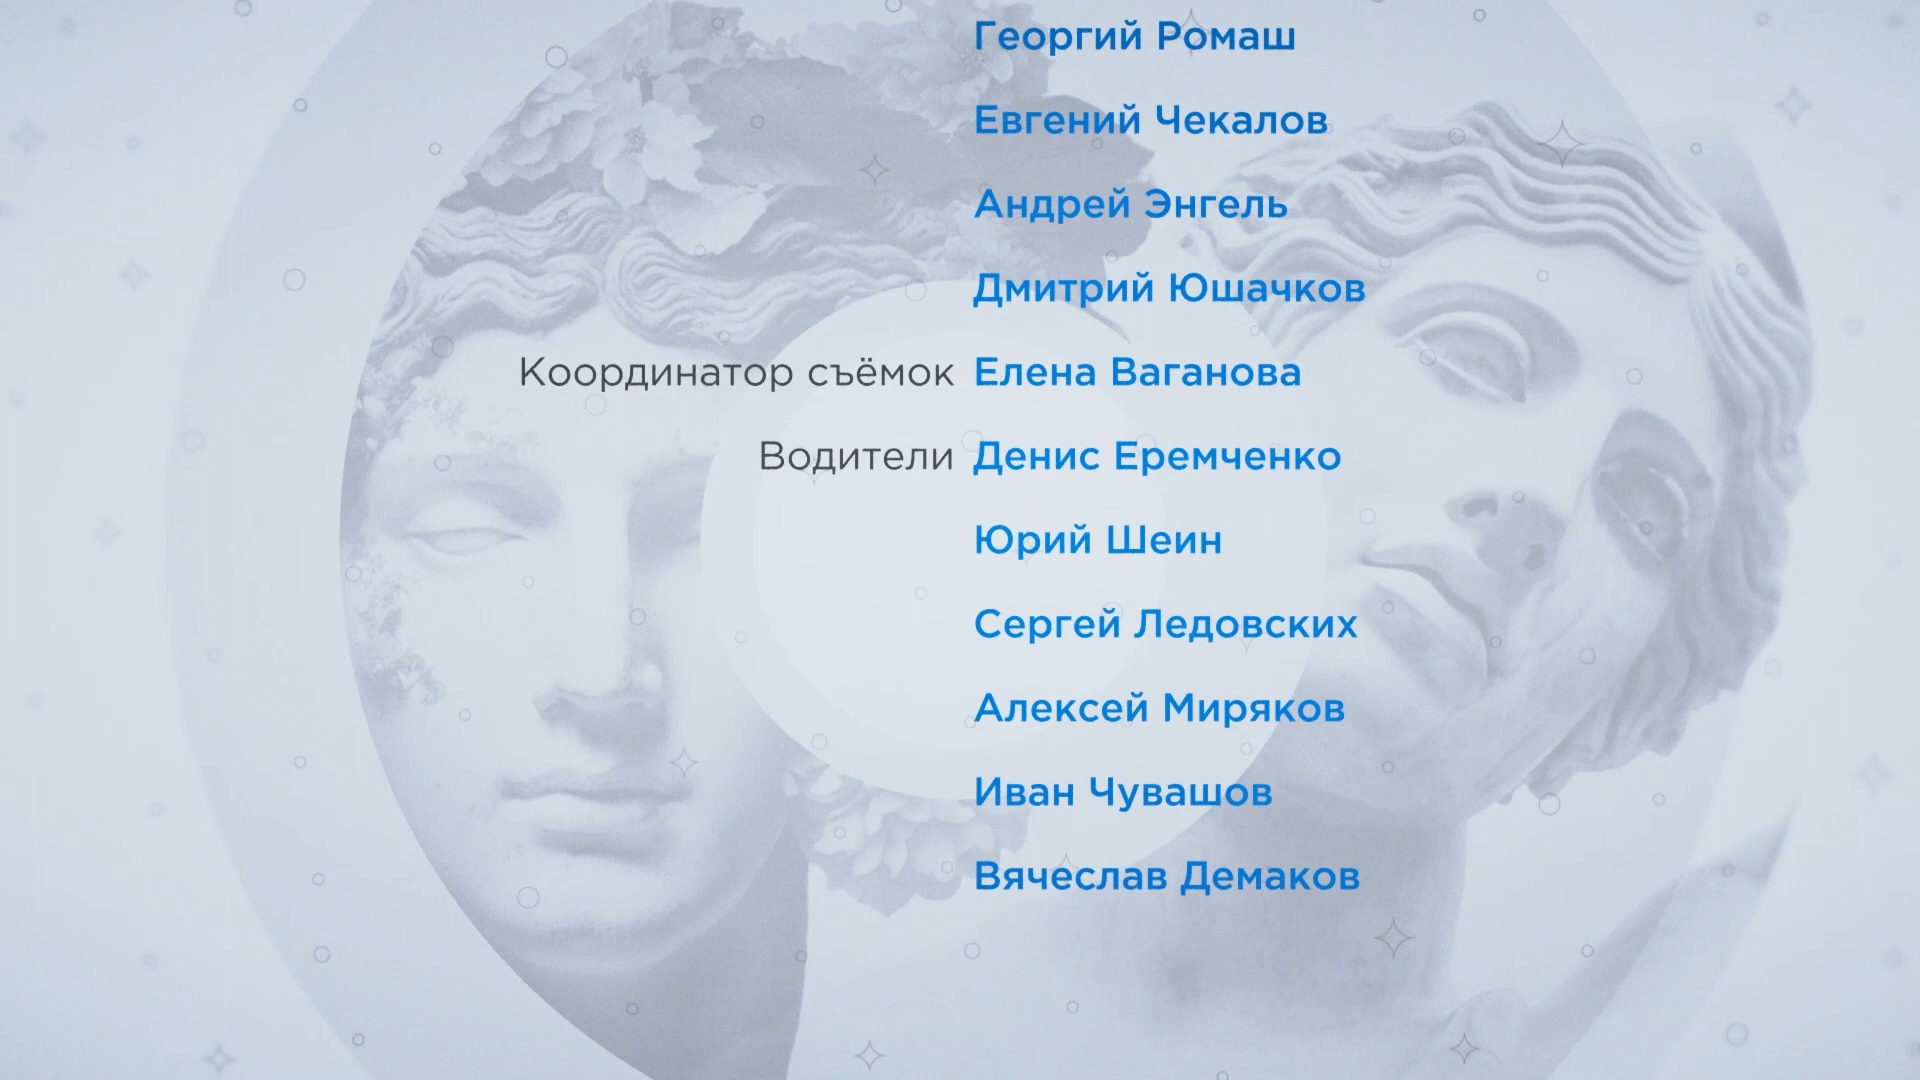 Георгий Ромаш
Евгений Чекалов
Андрей Энгель
Дмитрий Юшачков
Координатор съёмок Елена Ваганова
Водители Денис Еремченко
Юрий Шеин
Сергей Ледовских
Алексей Миряков
Иван Чувашов
Вячеслав Демаков